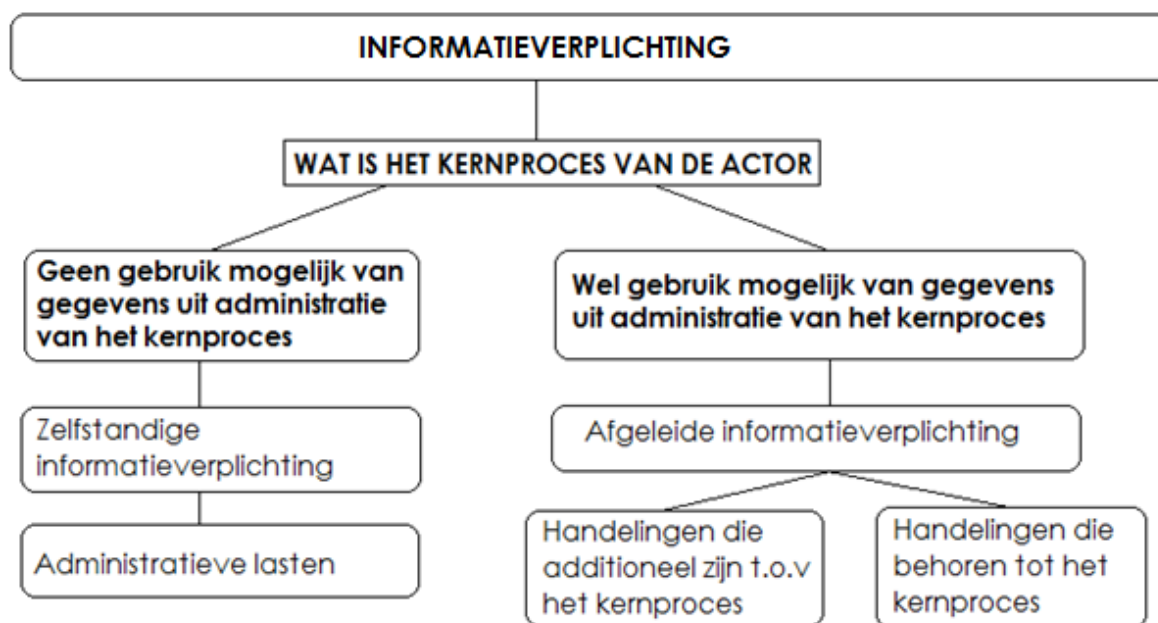 INFORMATIEVERPLICHTING
WAT IS HET KERNPROCES VAN DE ACTOR
Geen gebruik mogelijk van
gegevens uit administratie
van het kernproces
Wel gebruik mogelijk van gegevens
uit administratie van het kernproces
Zelfstandige
informatieverplichting
Afgeleide informatieverplichting
Administratieve lasten
Handelingen die
additioneel zijn t.o.v
het kernproces
Handelingen die
behoren tot het
kernproces